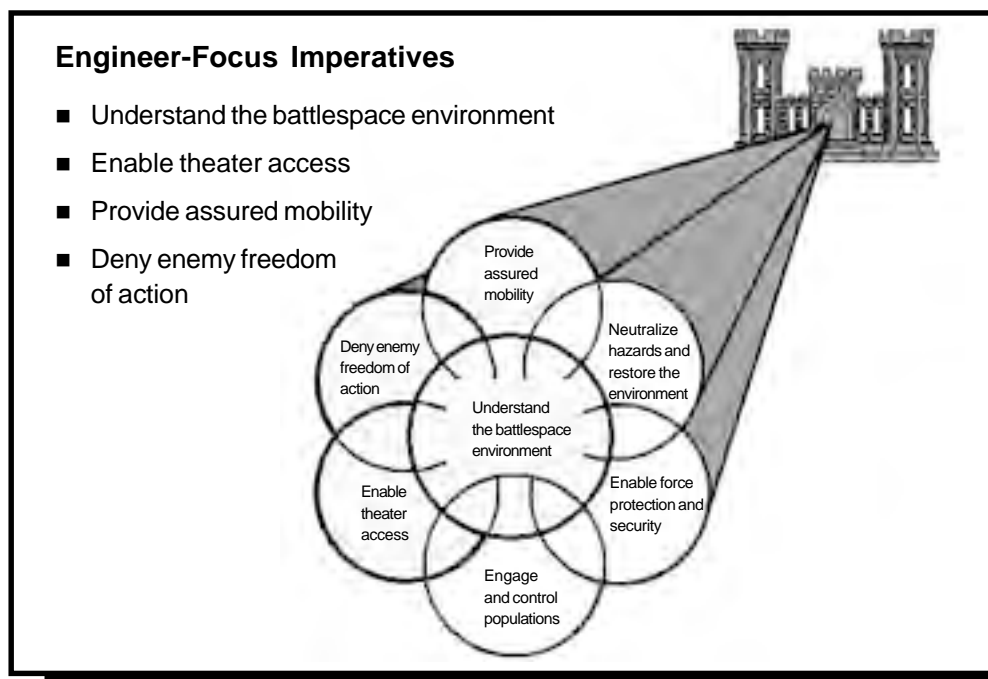 Engineer-Focus Imperatives
■ Understand the battlespace environment
■ Enable theater access
■ Provide assured mobility
■ Deny enemy freedom
of action
Provide
assured
mobility
Deny enemy
freedom of
action
Neutralize
hazards and
restore the
environment
Understand
the battlespace
environment
Enable
theater
access
Enable force
protection and
security
Engage
and control
populations